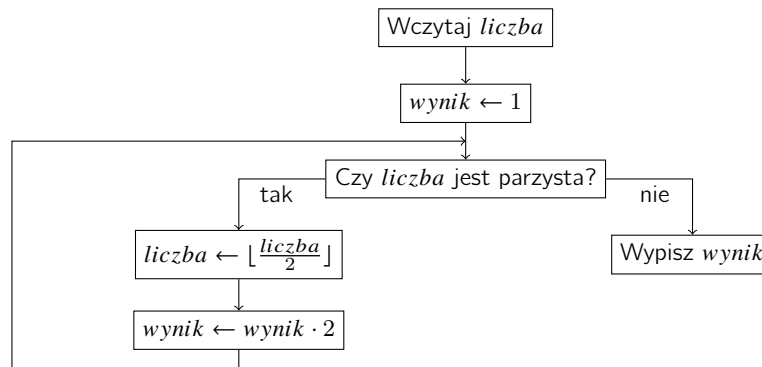 Wczytaj liczba
wynik ← 1
Czy liczba jest parzysta?
tak
nie
liczba ← ⌊liczba/2⌋
Wypisz wynik
wynik ← wynik · 2